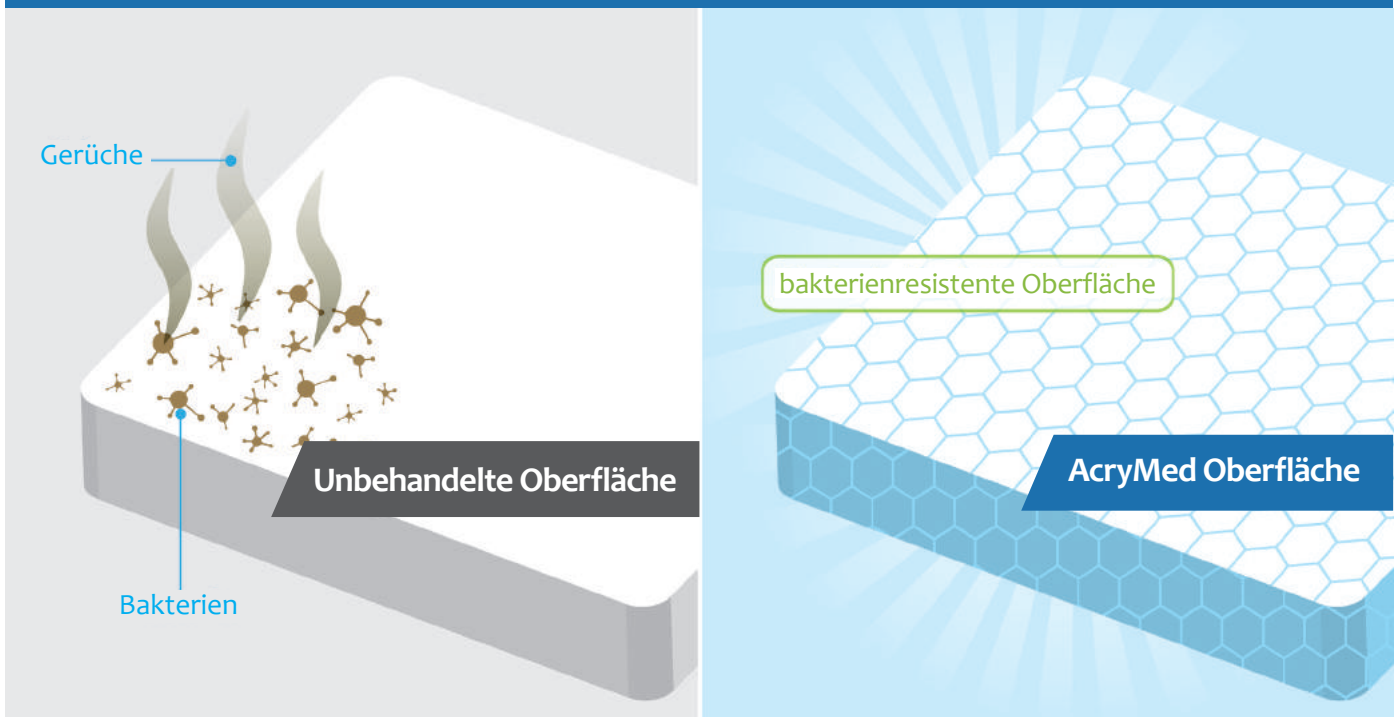 Gerüche
bakterienresistente Oberfläche
Unbehandelte Oberfläche
AcryMed Oberfläche
Bakterien